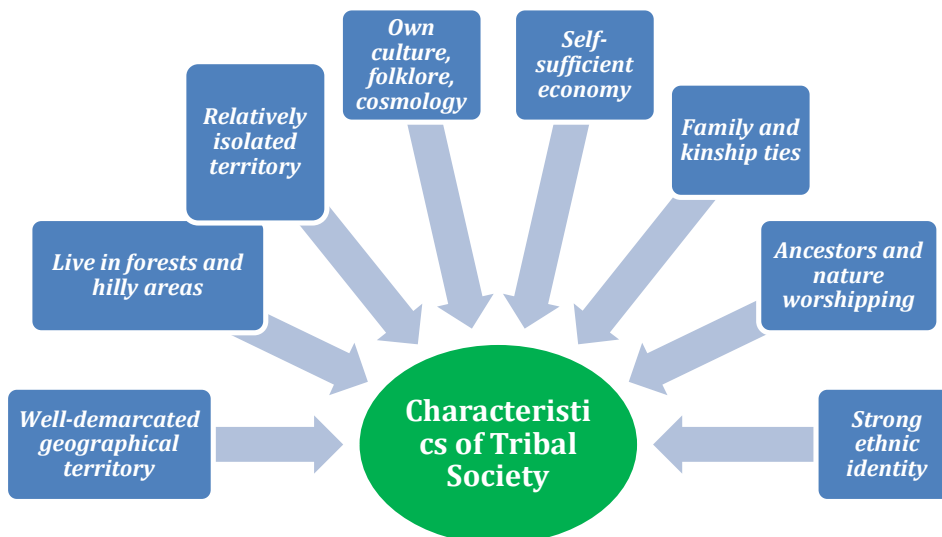 Own
culture,
folklore,
cosmology
Self-
sufficient
economy
Relatively
isolated
territory
Family and
kinship ties
Live in forests and
hilly areas
Ancestors and
nature
worshipping
Well-demarcated
geographical
territory
Characteristi
cs of Tribal
Society
Strong
ethnic
identity